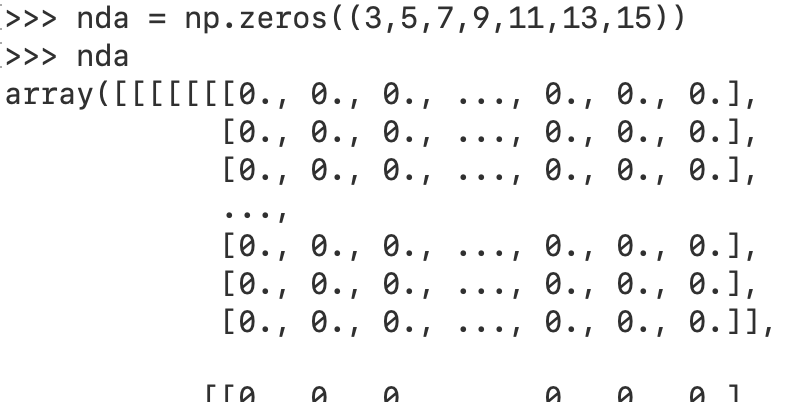 >>> nda = np.zeros((3,5,7,9,11,13,15))
>>> nda
array([[[[[[[0., 0., 0., ..., 0., 0., 0.],
[0., 0., 0., ..., 0., 0., 0.],
[0., 0., 0., ..., 0., 0., 0.],
...,
[0., 0., 0., ..., 0., 0., 0.],
[0., 0., 0., ..., 0., 0., 0.],
[0., 0., 0., ..., 0., 0., 0.]],